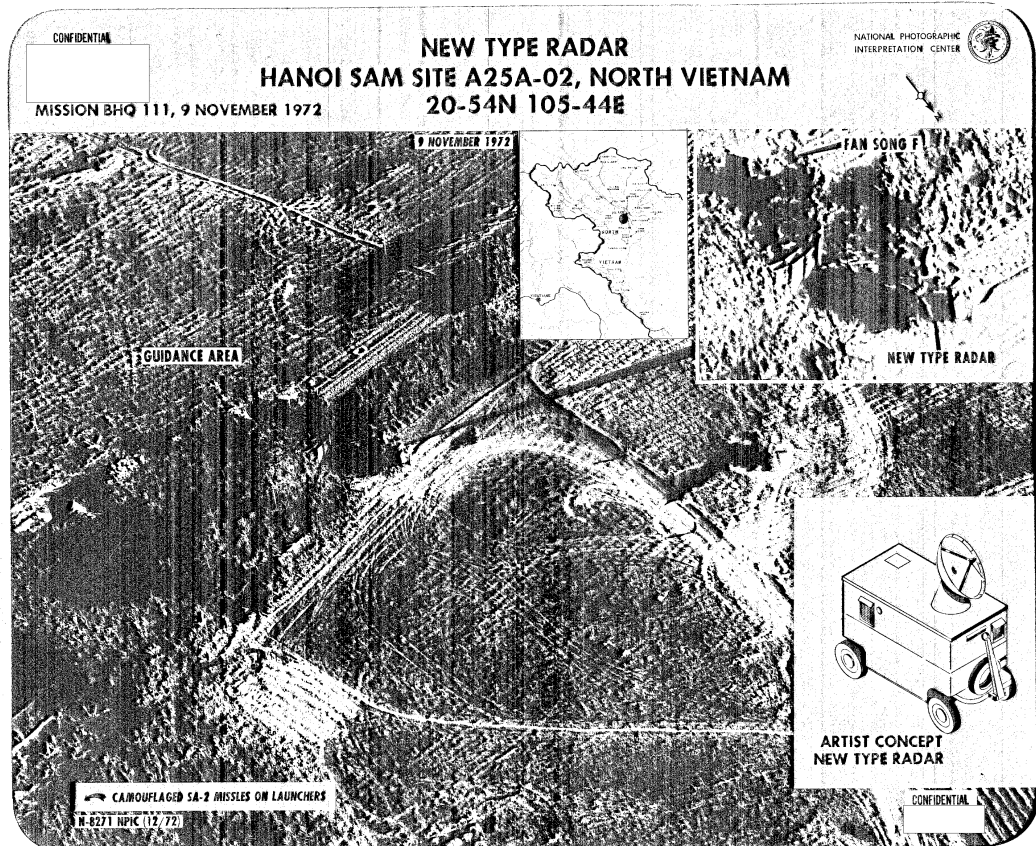 CONFIDENTIAL
NEW TYPE RADAR
HANOI SAM SITE A25A-02, NORTH VIETNAM
20-54N 105-44E
MISSION BHQ 111, 9 NOVEMBER 1972
NATIONAL PHOTOGRAPHIC
INTERPRETATION CENTER
9 NOVEMBER 1972
NORTH
VIETNAM
FAN SONG F
NEW TYPE RADAR
GUIDANCE AREA
ARTIST CONCEPT
NEW TYPE RADAR
CAMOUFLAGED SA-2 MISSLES ON LAUNCHERS
N-8271 NPIC (12/72)
CONFIDENTIAL